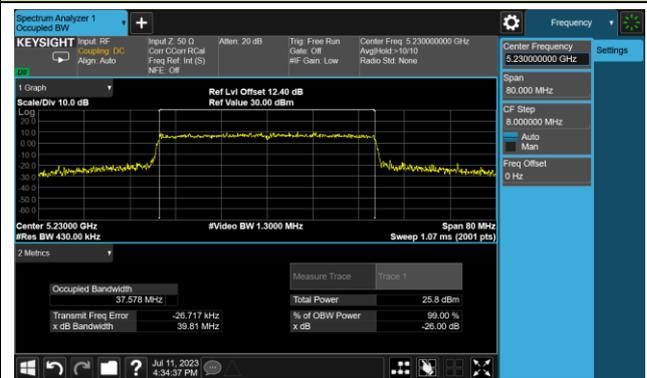 Spectrum Analyzer 1
Occupied BW
Frequency
KEYSIGHT
Input: RF
Coupling: DC
Align: Auto
Input Z: 50 Ω
Corr CCorr RCal
Freq Ref: Int (S)
NFE: Off
Atten: 20 dB
Trig: Free Run
Gate: Off
#IF Gain: Low
Center Freq: 5.230000000 GHz
Avg|Hold:>10/10
Radio Std: None
Center Frequency
5.230000000 GHz
Settings
Span
80.000 MHz
CF Step
8.000000 MHz
Auto
Man
Freq Offset
0 Hz
1 Graph
Scale/Div 10.0 dB
Ref Lvl Offset 12.40 dB
Ref Value 30.00 dBm
Log
20.0
10.0
0.00
-10.0
-20.0
-30.0
-40.0
-50.0
-60.0
Center 5.23000 GHz
#Video BW 1.3000 MHz
Span 80 MHz
#Res BW 430.00 kHz
Sweep 1.07 ms (2001 pts)
2 Metrics
Measure Trace
Trace 1
Occupied Bandwidth
37.578 MHz
Total Power
25.8 dBm
Transmit Freq Error
-26.717 kHz
% of OBW Power
99.00 %
x dB Bandwidth
39.81 MHz
x dB
-26.00 dB
Jul 11, 2023
4:34:37 PM